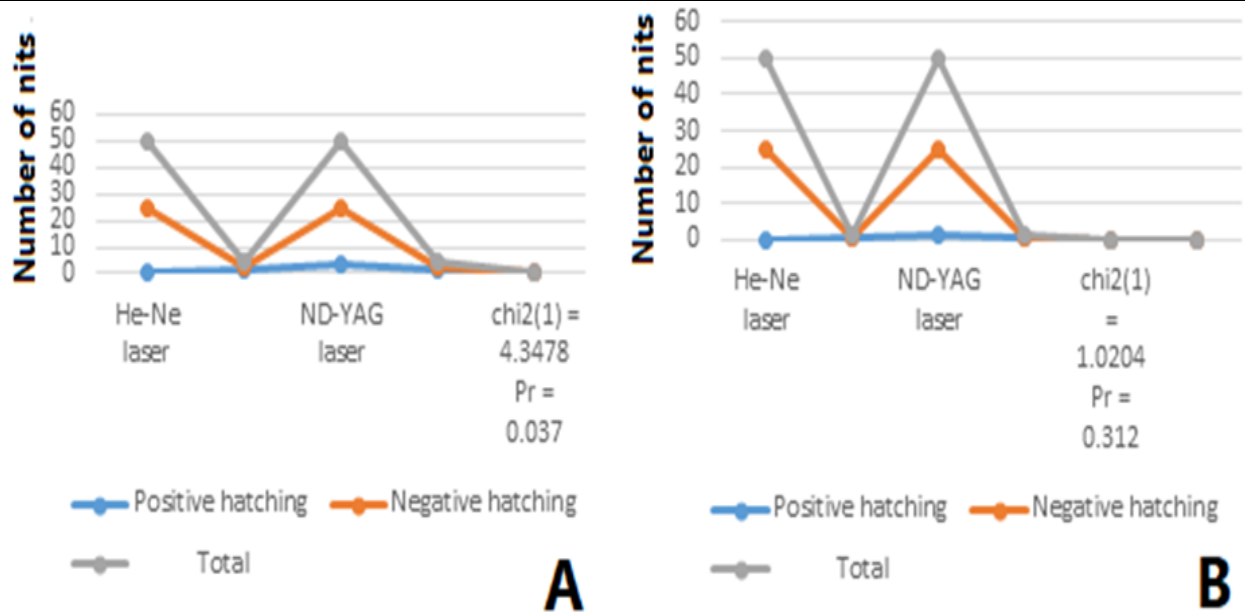 Number of nits
60
50
40
30
20
10
0
He-Ne
laser
ND-YAG
laser
chi2(1) =
4.3478
Pr =
0.037
Positive hatching
Negative hatching
Total
A
Number of nits
60
50
40
30
20
10
0
He-Ne
laser
ND-YAG
laser
chi2(1)
=
1.0204
Pr =
0.312
Positive hatching
Negative hatching
Total
B